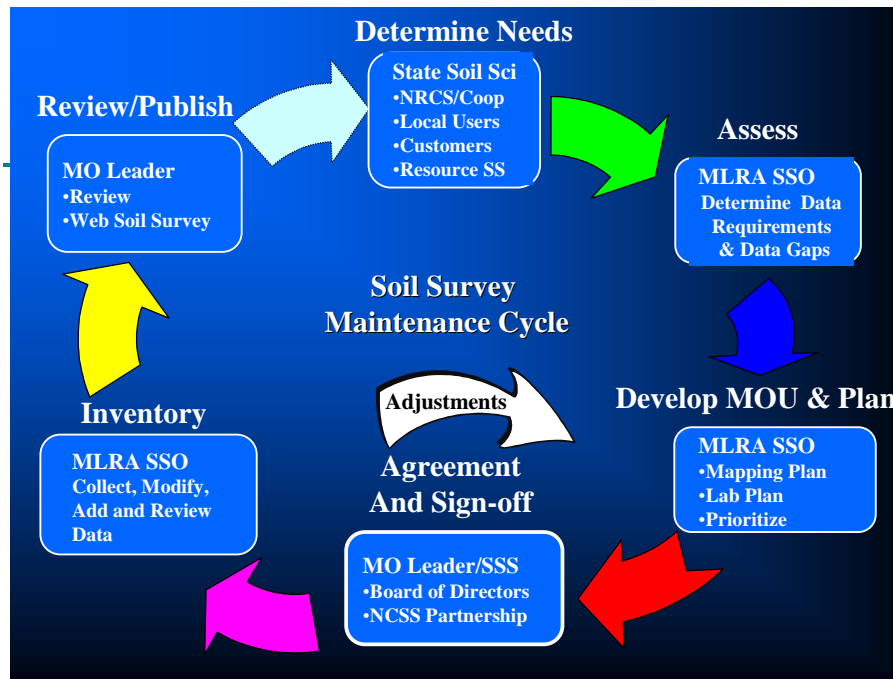 Determine Needs
State Soil Sci
•NRCS/Coop
•Local Users
•Customers
•Resource SS
Assess
MLRA SSO
Determine Data
Requirements
& Data Gaps
Develop MOU & Plan
MLRA SSO
•Mapping Plan
•Lab Plan
•Prioritize
Agreement
And Sign-off
MO Leader/SSS
•Board of Directors
•NCSS Partnership
Inventory
MLRA SSO
Collect, Modify,
Add and Review
Data
Review/Publish
MO Leader
•Review
•Web Soil Survey
Soil Survey
Maintenance Cycle
Adjustments